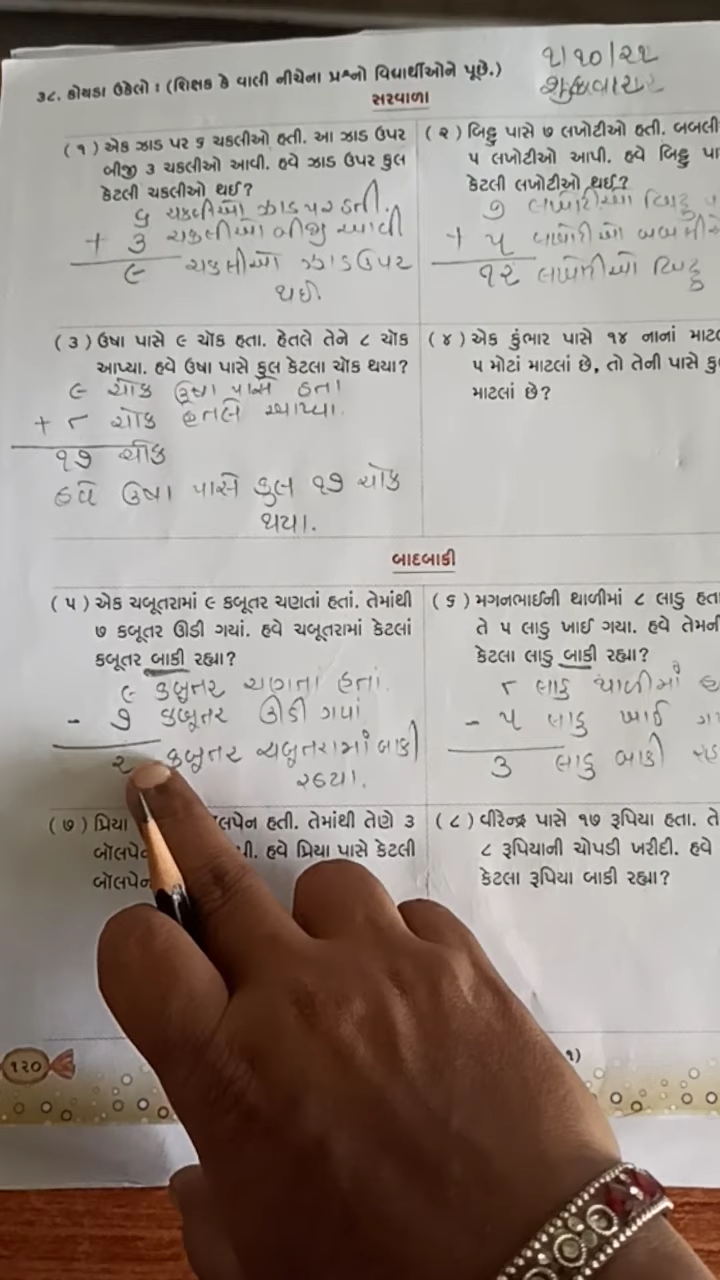 ૩૮. કોયડા ઉકેલો : (શિક્ષક કે વાલી નીચેના પ્રશ્નો વિદ્યાર્થીઓને પૂછે.)
૧/૧૦/૨૧
શુક્રવાર
સરવાળા
(૧) એક ઝાડ પર ૬ ચકલીઓ હતી. આ ઝાડ ઉપર
બીજી ૩ ચકલીઓ આવી. હવે ઝાડ ઉપર કુલ
કેટલી ચકલીઓ થઈ?
૬ ચકલીઓ ઝાડ પર હતી.
+ ૩ ચકલીઓ બીજી આવી
૯ ચકલીઓ ઝાડ ઉપર
થઈ.
(૨) બિટ્ટુ પાસે ૭ લખોટીઓ હતી. બબલી
૫ લખોટીઓ આપી. હવે બિટ્ટુ પા
કેટલી લખોટીઓ થઈ?
૭ લખોટીઓ બિટ્ટુ
+ ૫ લખોટીઓ બબલીએ
૧૨ લખોટીઓ બિટ્ટુ
(૩) ઉષા પાસે ૯ ચૉક હતા. હેતલે તેને ૮ ચૉક
આપ્યા. હવે ઉષા પાસે કુલ કેટલા ચૉક થયા?
૯ ચોક ઉષા પાસે હતા
+ ૮ ચોક હેતલે આપ્યા.
૧૭ ચોક
હવે ઉષા પાસે કુલ ૧૭ ચોક
થયા.
(૪) એક કુંભાર પાસે ૧૪ નાનાં માટલ
૫ મોટાં માટલાં છે, તો તેની પાસે કુ
માટલાં છે?
બાદબાકી
(૫) એક ચબૂતરામાં ૯ કબૂતર ચણતાં હતાં. તેમાંથી
૭ કબૂતર ઊડી ગયાં. હવે ચબૂતરામાં કેટલાં
કબૂતર બાકી રહ્યા?
૯ કબુતર ચણતાં હતાં.
- ૭ કબૂતર ઊડી ગયાં
૨ કબૂતર ચબૂતરામાં બાકી
રહયા.
(૬) મગનભાઈની થાળીમાં ૮ લાડુ હતા
તે ૫ લાડુ ખાઈ ગયા. હવે તેમની
કેટલા લાડુ બાકી રહ્યા?
૮ લાડુ થાળીમાં હ
- ૫ લાડુ ખાઈ ગ
૩ લાડુ બાકી રહ
(૭) પ્રિયા લપેન હતી. તેમાંથી તેણે ૩
બૉલપેન હવે પ્રિયા પાસે કેટલી
બૉલપેન
(૮) વીરેન્દ્ર પાસે ૧૭ રૂપિયા હતા. તે
૮ રૂપિયાની ચોપડી ખરીદી. હવે
કેટલા રૂપિયા બાકી રહ્યા?
૧૨૦
૧)